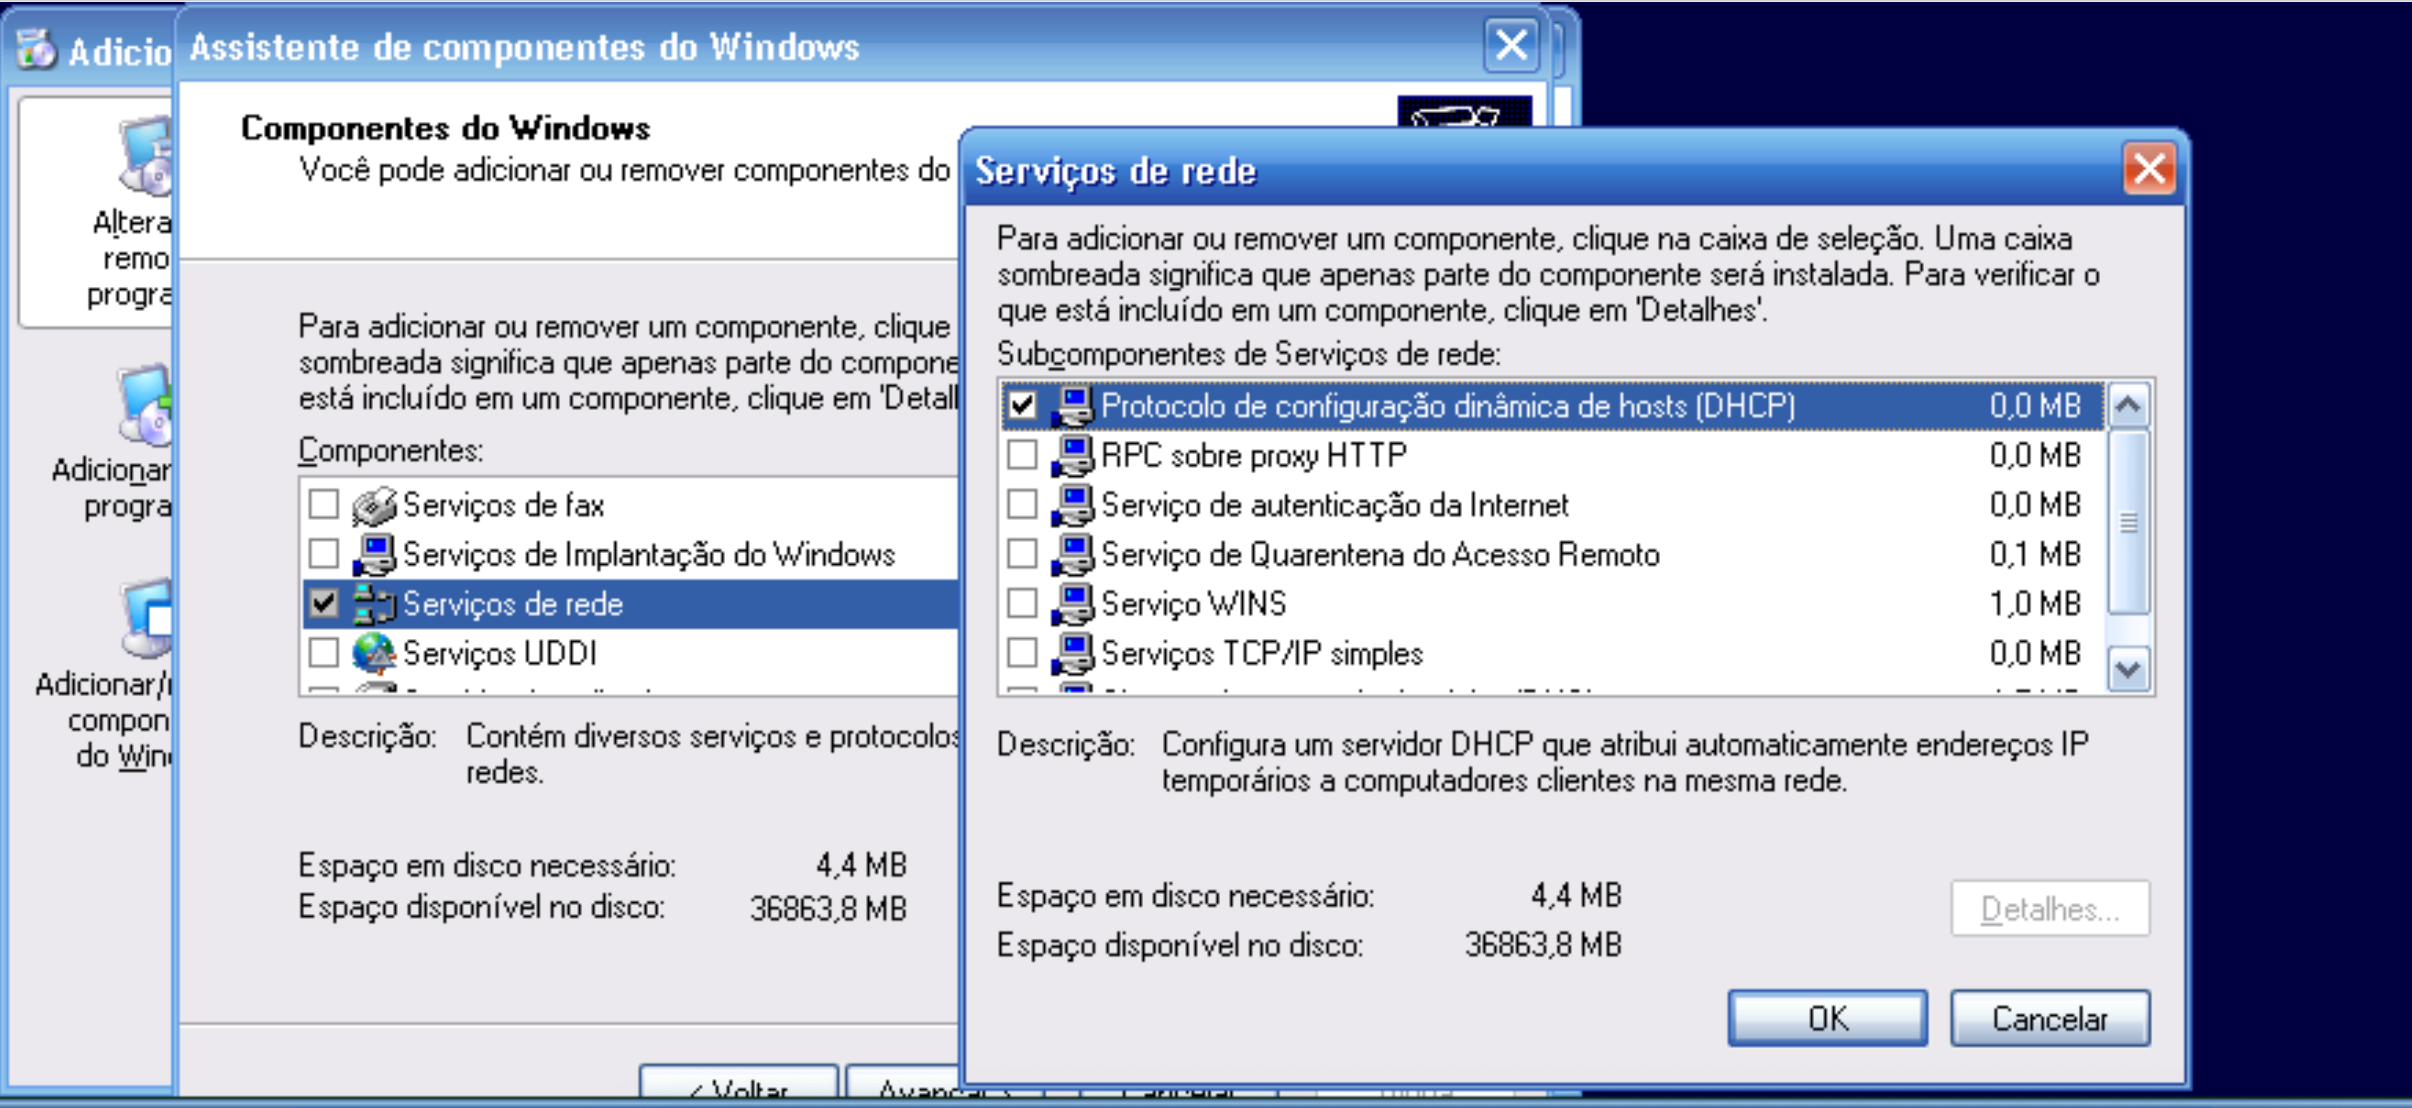 Adicio
Altera
remo
progra
Adicionar
progra
Adicionar/
compon
do Win
Assistente de componentes do Windows
Componentes do Windows
Você pode adicionar ou remover componentes do
Para adicionar ou remover um componente, clique
sombreada significa que apenas parte do compone
está incluído em um componente, clique em 'Detall
Componentes:
Serviços de fax
Serviços de Implantação do Windows
Serviços de rede
Serviços UDDI
Descrição: Contém diversos serviços e protocolos
redes.
Espaço em disco necessário: 4,4 MB
Espaço disponível no disco: 36863,8 MB
< Voltar
Avançar >
Cancelar
Serviços de rede
Para adicionar ou remover um componente, clique na caixa de seleção. Uma caixa
sombreada significa que apenas parte do componente será instalada. Para verificar o
que está incluído em um componente, clique em 'Detalhes'.
Subcomponentes de Serviços de rede:
Protocolo de configuração dinâmica de hosts (DHCP) 0,0 MB
RPC sobre proxy HTTP 0,0 MB
Serviço de autenticação da Internet 0,0 MB
Serviço de Quarentena do Acesso Remoto 0,1 MB
Serviço WINS 1,0 MB
Serviços TCP/IP simples 0,0 MB
Descrição: Configura um servidor DHCP que atribui automaticamente endereços IP
temporários a computadores clientes na mesma rede.
Espaço em disco necessário: 4,4 MB
Espaço disponível no disco: 36863,8 MB
Detalhes...
OK
Cancelar